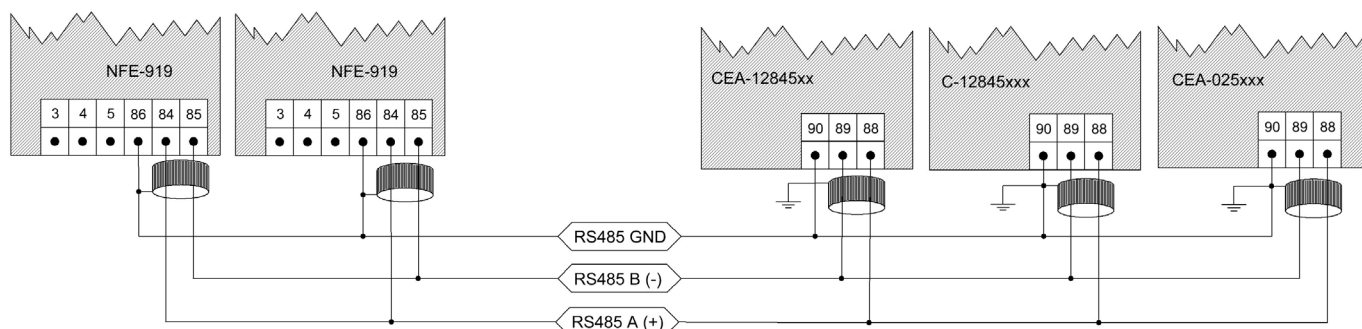 NFE-919
3 4 5 86 84 85
NFE-919
3 4 5 86 84 85
CEA-12845xx
90 89 88
C-12845xxx
90 89 88
CEA-025xxx
90 89 88
RS485 GND
RS485 B (-)
RS485 A (+)